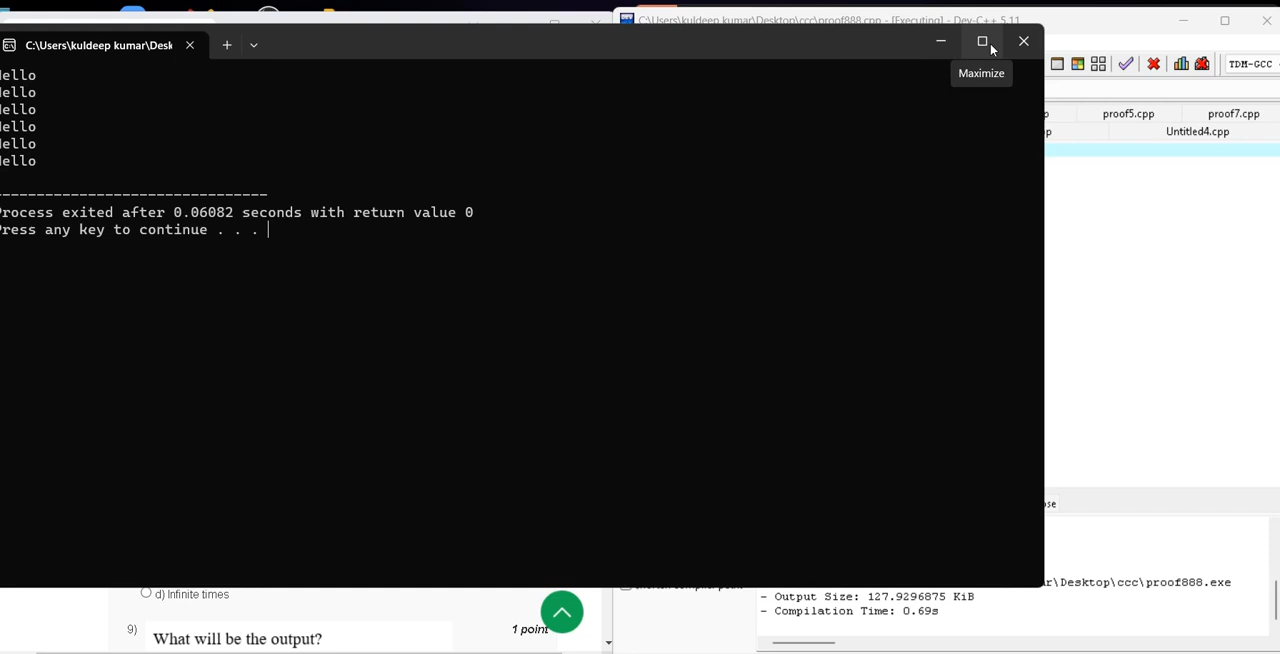 C:\Users\kuldeep kumar\Desktop\ccc\proof888.cpp - [Executing] - Dev-C++ 5.11
C:\Users\kuldeep kumar\Desk
Maximize
TDM-GCC
proof5.cpp
proof7.cpp
Untitled4.cpp
ello
ello
ello
ello
ello
ello
--------------------------------
rocess exited after 0.06082 seconds with return value 0
ress any key to continue . . .
ar\Desktop\ccc\proof888.exe
- Output Size: 127.9296875 KiB
- Compilation Time: 0.69s
d) Infinite times
9)
What will be the output?
1 point